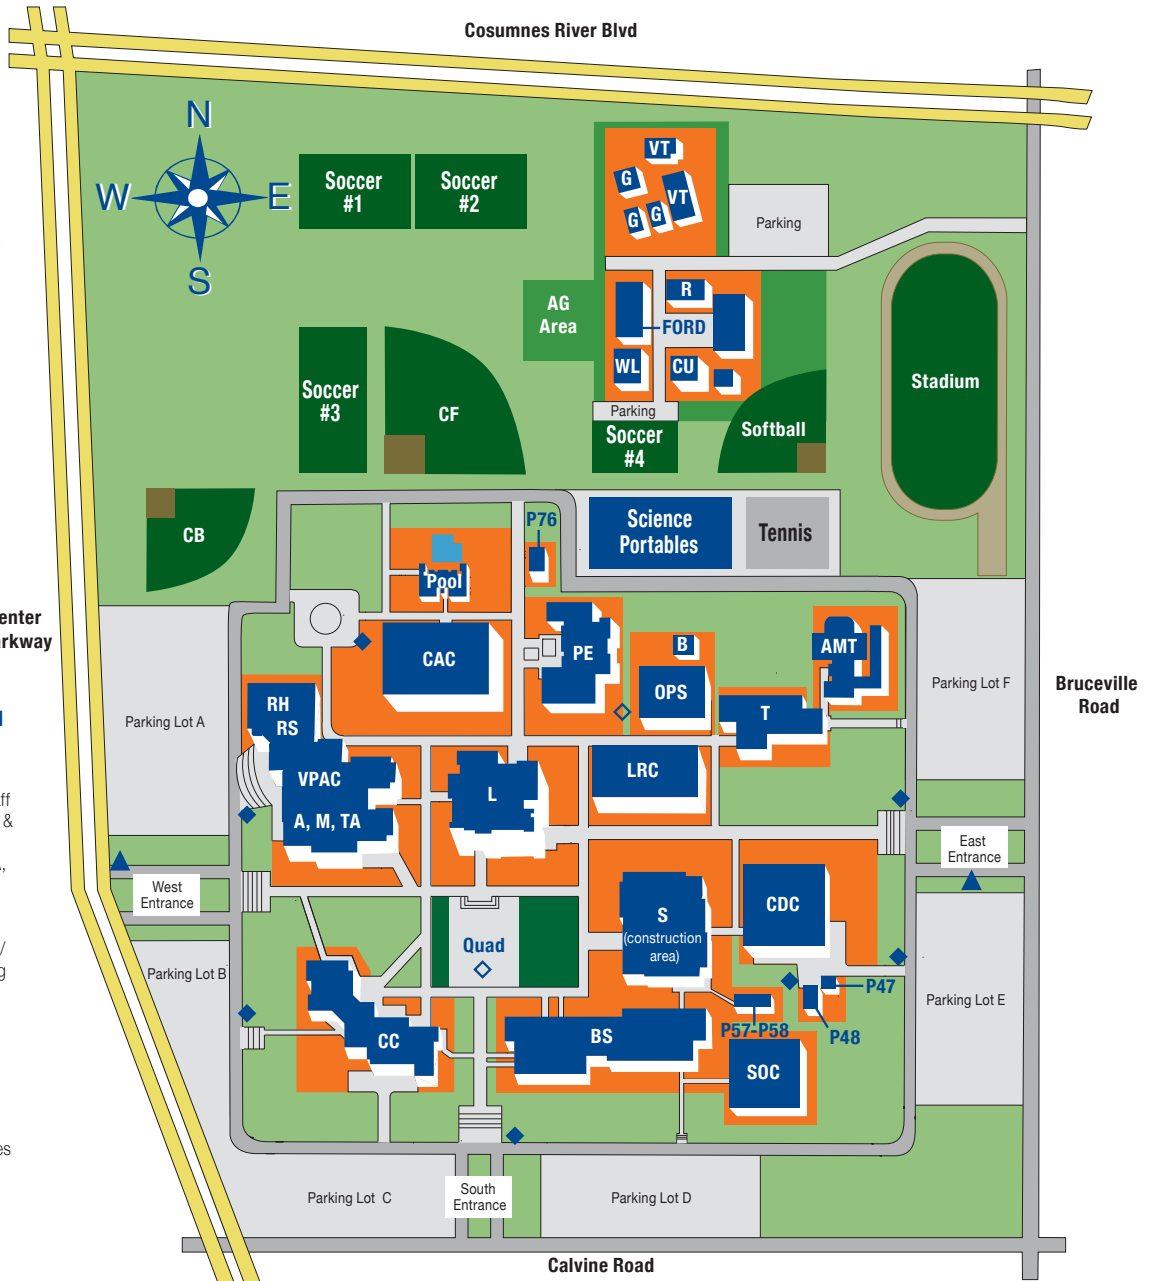 Cosumnes River Blvd
N
W
E
S
Soccer
#1
Soccer
#2
VT
G
VT
G
G
Parking
AG
Area
R
FORD
WL
CU
Parking
Soccer
#3
CF
Soccer
#4
Softball
Stadium
CB
P76
Science
Portables
Tennis
Pool
enter
rkway
CAC
PE
B
OPS
AMT
Parking Lot F
Bruceville
Road
Parking Lot A
RH
RS
T
VPAC
L
LRC
A, M, TA
ff
&
,
East
Entrance
West
Entrance
S
(construction
area)
CDC
Quad
/
g
Parking Lot B
P47
Parking Lot E
P57-P58
P48
CC
BS
SOC
es
Parking Lot C
South
Entrance
Parking Lot D
Calvine Road